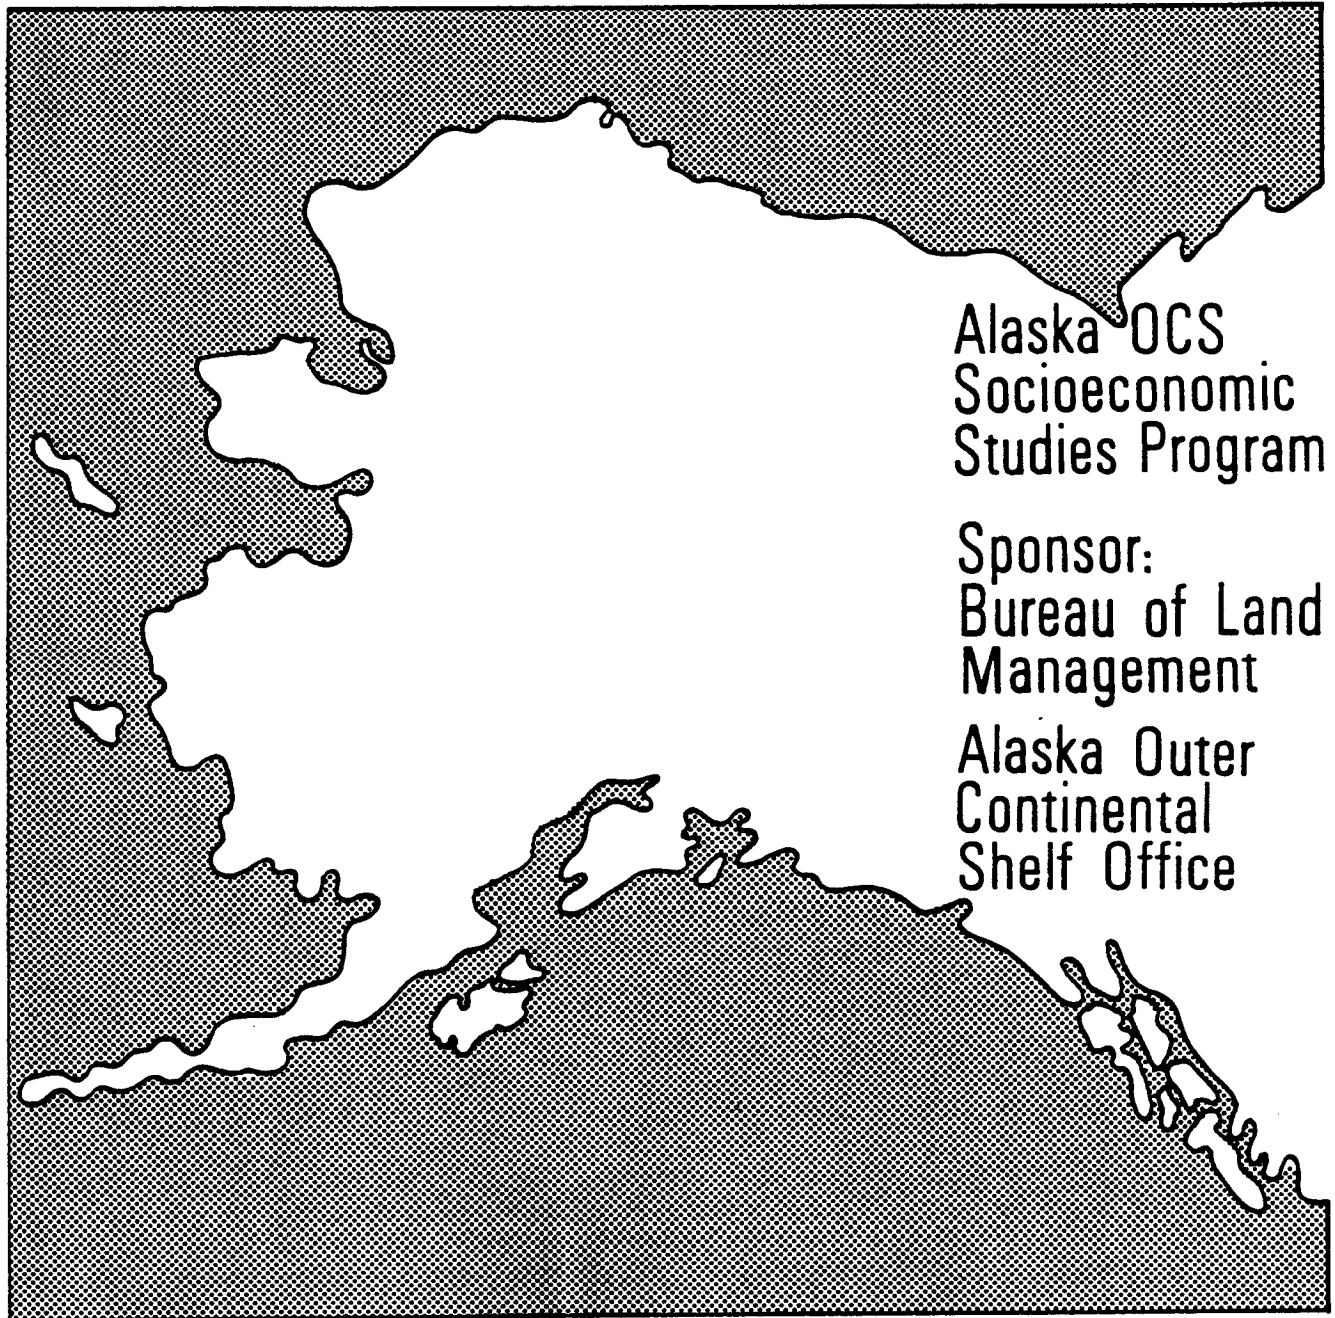 Alaska OCS
Socioeconomic
Studies Program
Sponsor:
Bureau of Land
Management
Alaska Outer
Continental
Shelf Office